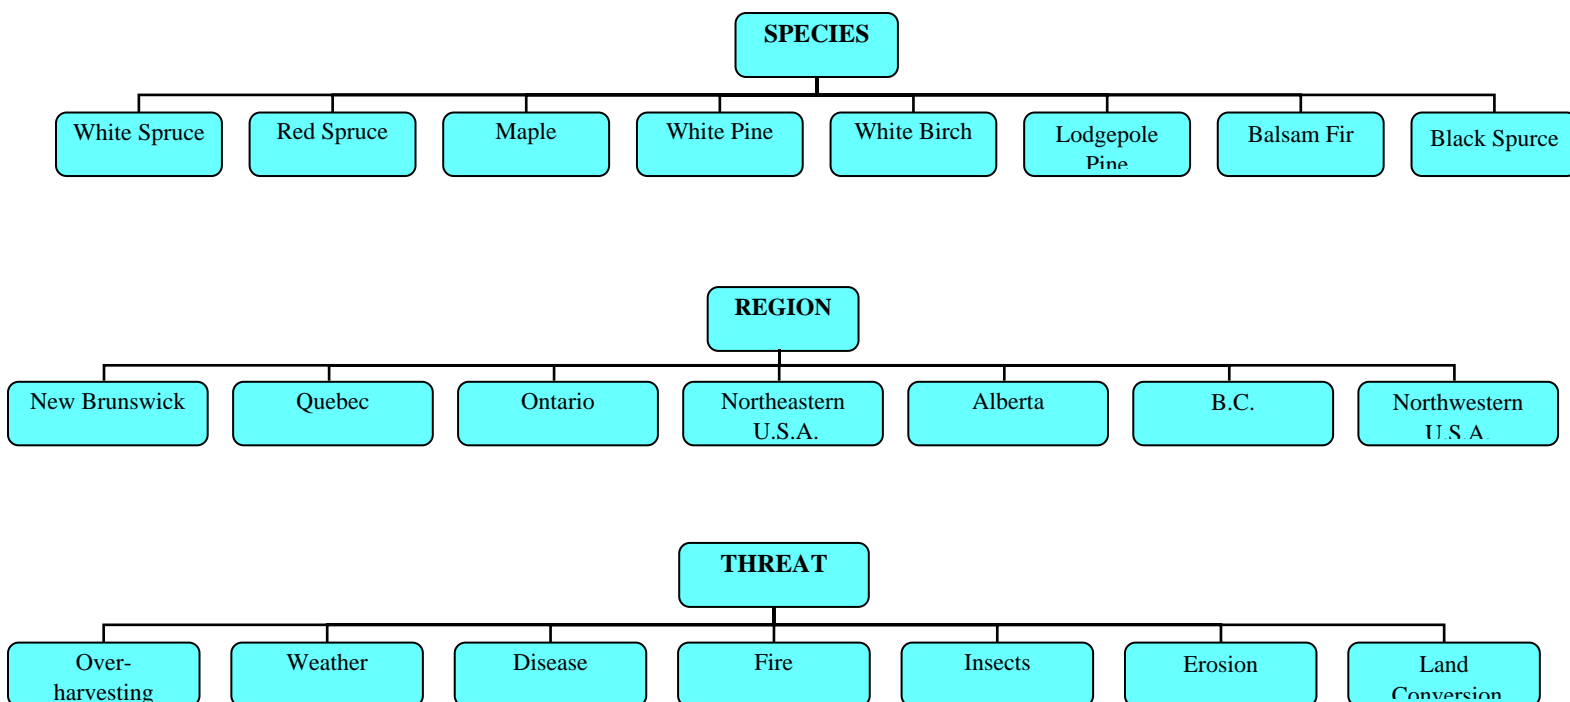 SPECIES
White Spruce
Red Spruce
Maple
White Pine
White Birch
Lodgepole
Pine
Balsam Fir
Black Spurce
REGION
New Brunswick
Quebec
Ontario
Northeastern
U.S.A.
Alberta
B.C.
Northwestern
U.S.A.
THREAT
Over-
harvesting
Weather
Disease
Fire
Insects
Erosion
Land
Conversion